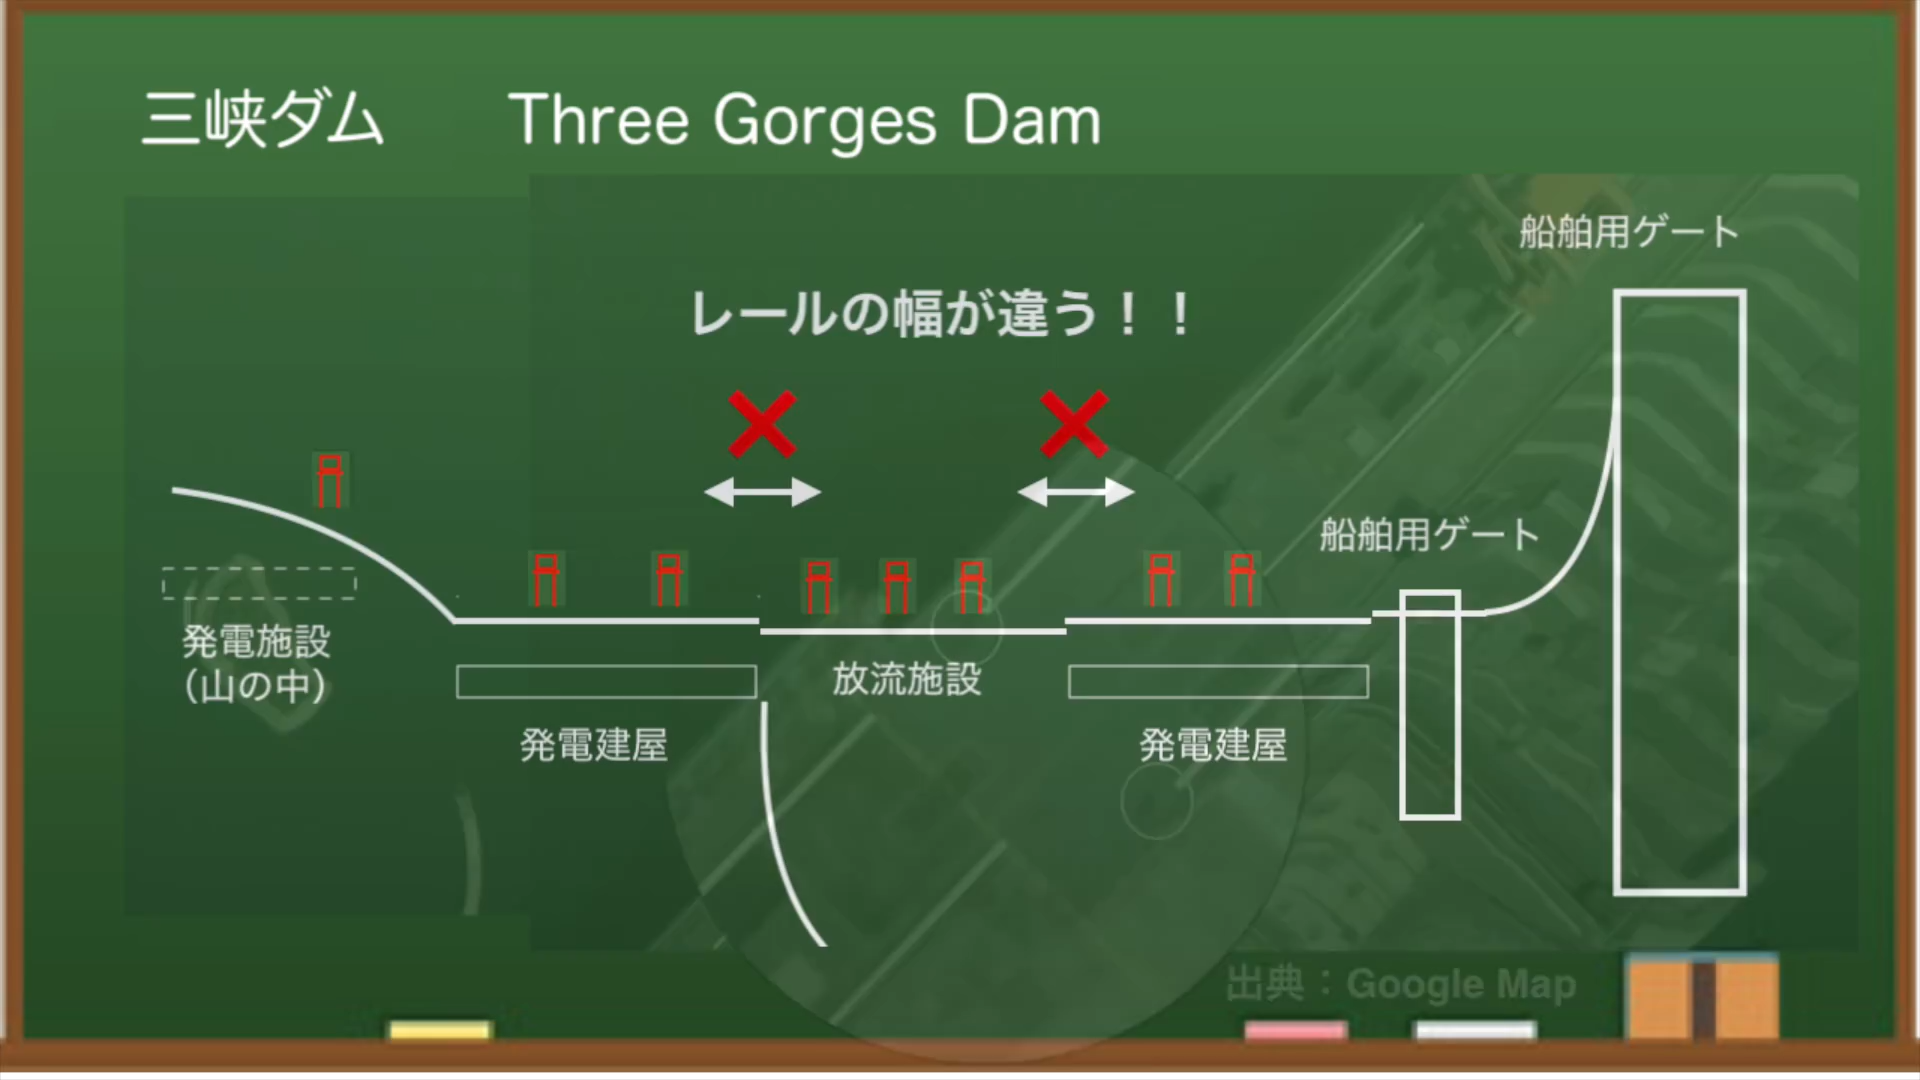 三峡ダム Three Gorges Dam
船舶用ゲート
レールの幅が違う！！
船舶用ゲート
発電施設
（山の中）
放流施設
発電建屋
発電建屋
出典：Google Map